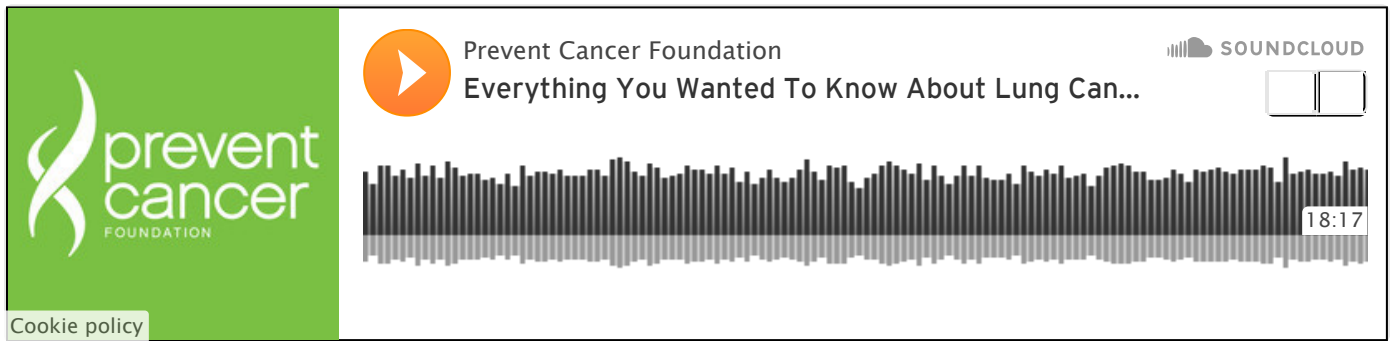 prevent
cancer
FOUNDATION
Cookie policy
Prevent Cancer Foundation
Everything You Wanted To Know About Lung Can...
SOUNDCLOUD
18:17